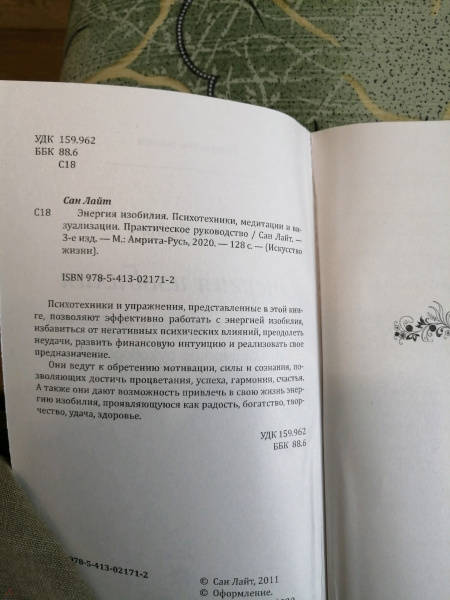 УДК 159.962
ББК 88.6
С18
Сан Лайт
С18 Энергия изобилия. Психотехники, медитации и ви-
зуализации. Практическое руководство / Сан Лайт. —
3-е изд. — М.: Амрита-Русь, 2020. — 128 с. — (Искусство
жизни).
ISBN 978-5-413-02171-2
Психотехники и упражнения, представленные в этой кни-
ге, позволяют эффективно работать с энергией изобилия,
избавиться от негативных психических влияний, преодолеть
неудачи, развить финансовую интуицию и реализовать свое
предназначение.
Они ведут к обретению мотивации, силы и сознания, по-
зволяющих достичь процветания, успеха, гармонии, счастья.
А также они дают возможность привлечь в свою жизнь энер-
гию изобилия, проявляющуюся как радость, богатство, твор-
чество, удача, здоровье.
УДК 159.962
ББК 88.6
978-5-413-02171-2
© Сан Лайт, 2011
© Оформление.